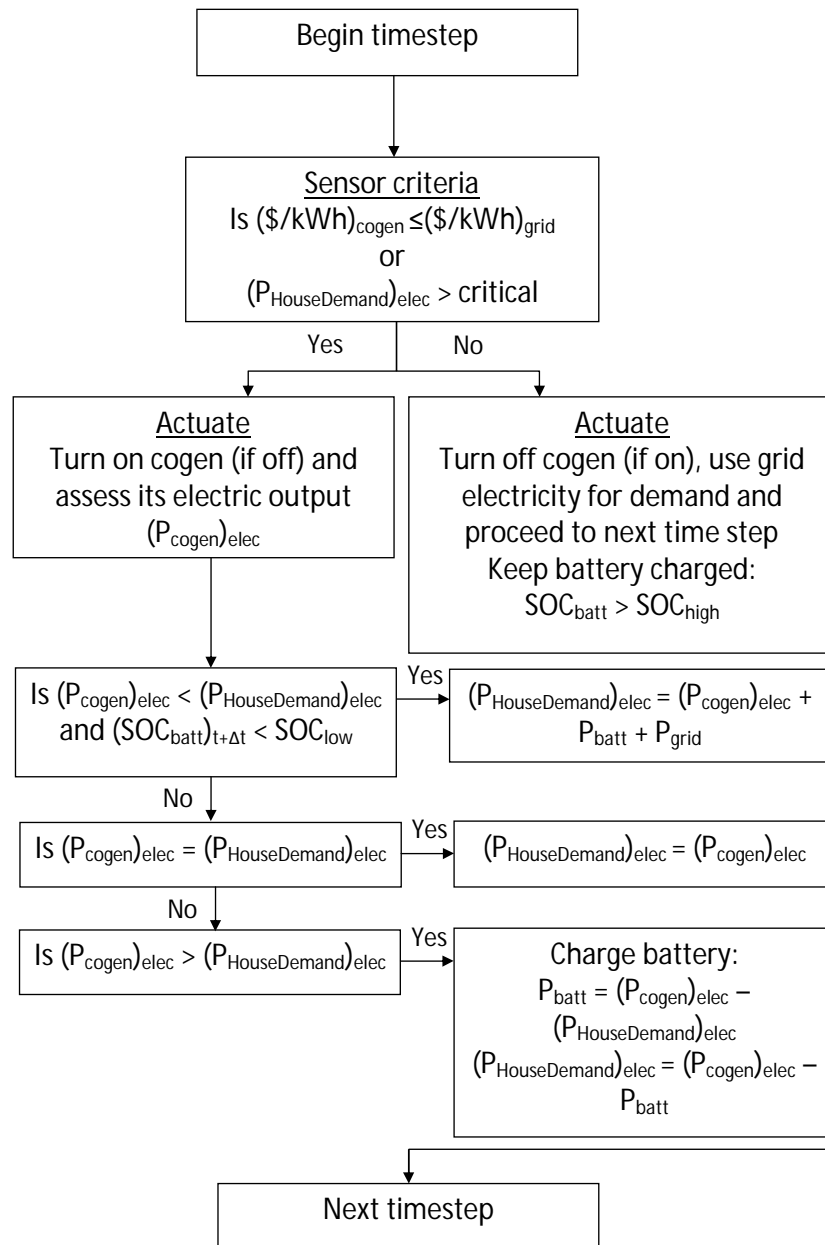 Begin timestep
Sensor criteria
Is ($/kWh)cogen ≤($/kWh)grid
or
(PHouseDemand)elec > critical
Yes
No
Actuate
Turn on cogen (if off) and
assess its electric output
(Pcogen)elec
Actuate
Turn off cogen (if on), use grid
electricity for demand and
proceed to next time step
Keep battery charged:
SOCbatt > SOChigh
Is (Pcogen)elec < (PHouseDemand)elec
and (SOCbatt)t+Δt < SOClow
Yes
(PHouseDemand)elec = (Pcogen)elec +
Pbatt + Pgrid
No
Is (Pcogen)elec = (PHouseDemand)elec
Yes
(PHouseDemand)elec = (Pcogen)elec
No
Is (Pcogen)elec > (PHouseDemand)elec
Yes
Charge battery:
Pbatt = (Pcogen)elec –
(PHouseDemand)elec
(PHouseDemand)elec = (Pcogen)elec –
Pbatt
Next timestep